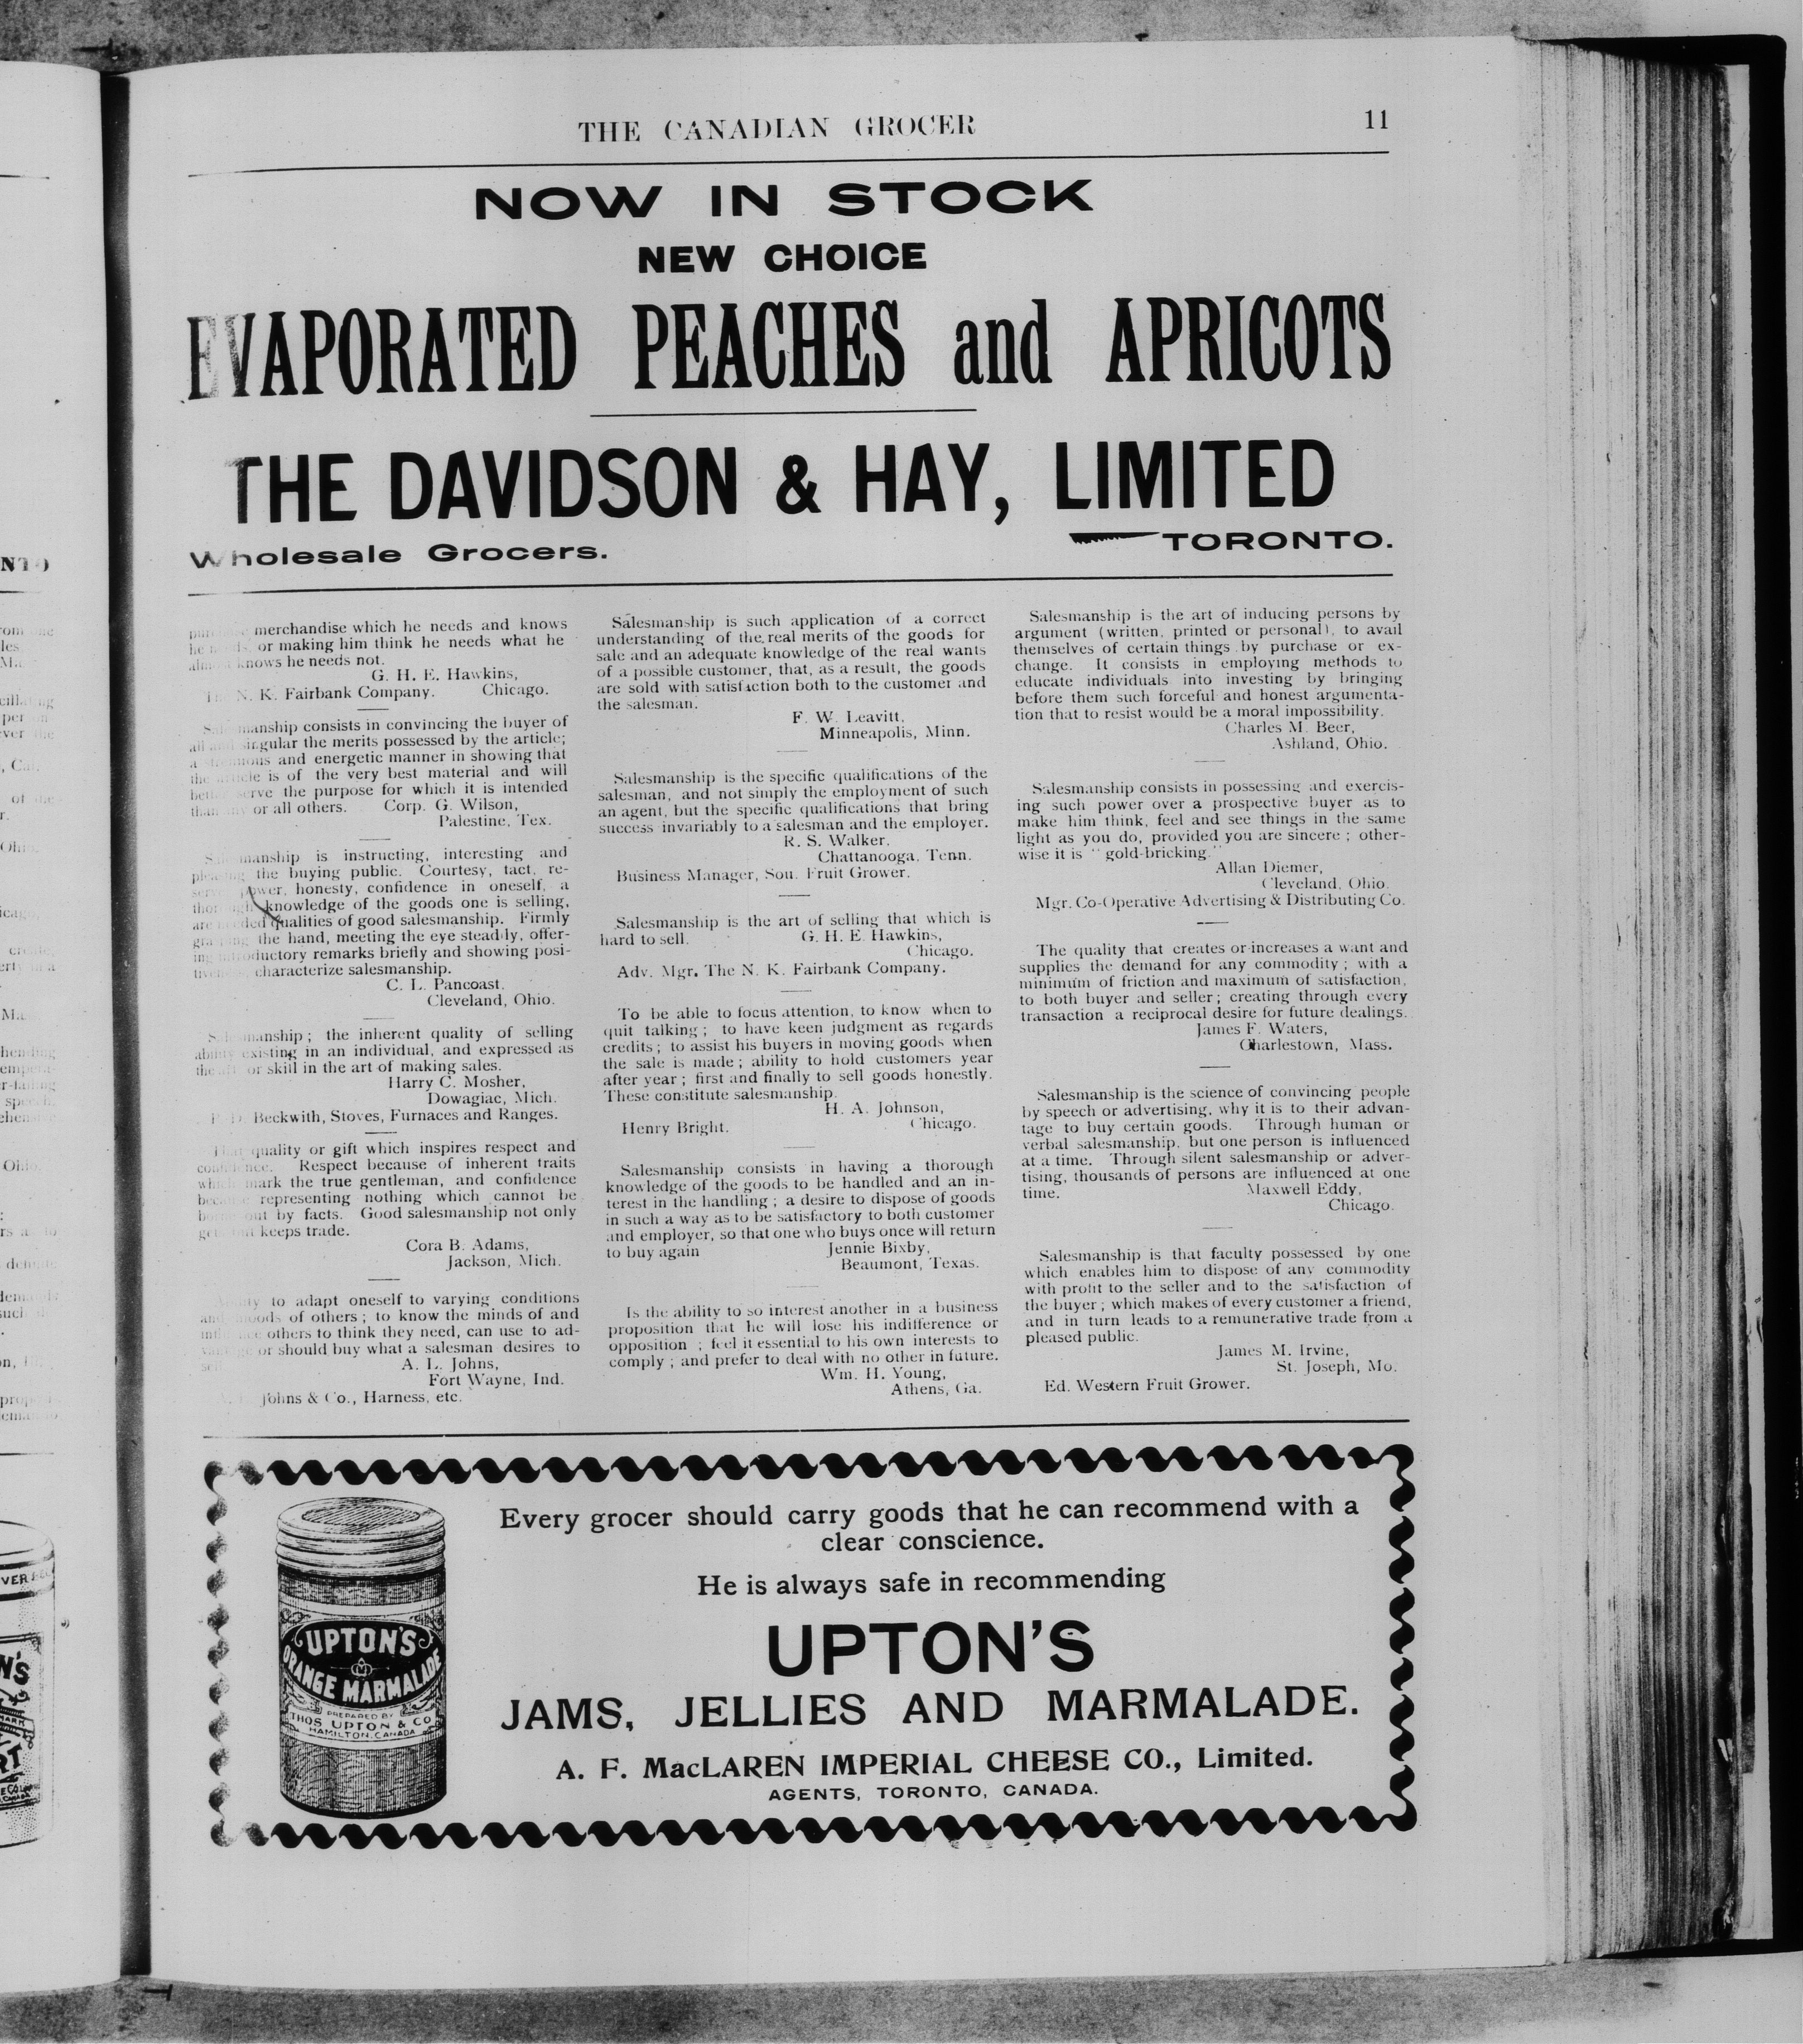 THE CANADIAN GROCER
11
NOW IN STOCK
NEW CHOICE
EVAPORATED PEACHES and APRICOTS
THE DAVIDSON & HAY, LIMITED
Wholesale Grocers.
TORONTO.
merchandise which he needs and knows
or making him think he needs what he
knows he needs not.
G. H. E. Hawkins,
N. K. Fairbank Company. Chicago.
Salesmanship consists in convincing the buyer of
all and singular the merits possessed by the article;
and energetic manner in showing that
the article is of the very best material and will
better serve the purpose for which it is intended
than any or all others. Corp. G. Wilson,
Palestine, Tex.
Salesmanship is instructing, interesting and
pleasing the buying public. Courtesy, tact, re-
serve power, honesty, confidence in oneself, a
thorough knowledge of the goods one is selling,
are needed qualities of good salesmanship. Firmly
the hand, meeting the eye steadily, offer-
ing introductory remarks briefly and showing posi-
tiveness characterize salesmanship.
C. L. Pancoast,
Cleveland, Ohio.
Salesmanship; the inherent quality of selling
ability existing in an individual, and expressed as
the art or skill in the art of making sales.
Harry C. Mosher,
Dowagiac, Mich.
P. D. Beckwith, Stoves, Furnaces and Ranges.
That quality or gift which inspires respect and
confidence. Respect because of inherent traits
which mark the true gentleman, and confidence
because representing nothing which cannot be
borne out by facts. Good salesmanship not only
gets but keeps trade.
Cora B. Adams,
Jackson, Mich.
Ability to adapt oneself to varying conditions
and moods of others; to know the minds of and
others to think they need, can use to ad-
vantage or should buy what a salesman desires to
sell.
A. L. Johns,
Fort Wayne, Ind.
Johns & Co., Harness, etc.
Salesmanship is such application of a correct
understanding of the real merits of the goods for
sale and an adequate knowledge of the real wants
of a possible customer, that, as a result, the goods
are sold with satisfaction both to the customer and
the salesman.
F. W. Leavitt,
Minneapolis, Minn.
Salesmanship is the specific qualifications of the
salesman, and not simply the employment of such
an agent, but the specific qualifications that bring
success invariably to a salesman and the employer.
R. S. Walker,
Chattanooga, Tenn.
Business Manager, Sou. Fruit Grower.
Salesmanship is the art of selling that which is
hard to sell. G. H. E. Hawkins,
Chicago.
Adv. Mgr. The N. K. Fairbank Company.
To be able to focus attention, to know when to
quit talking; to have keen judgment as regards
credits; to assist his buyers in moving goods when
the sale is made; ability to hold customers year
after year; first and finally to sell goods honestly.
These constitute salesmanship.
H. A. Johnson,
Henry Bright. Chicago.
Salesmanship consists in having a thorough
knowledge of the goods to be handled and an in-
terest in the handling; a desire to dispose of goods
in such a way as to be satisfactory to both customer
and employer, so that one who buys once will return
to buy again Jennie Bixby,
Beaumont, Texas.
Is the ability to so interest another in a business
proposition that he will lose his indifference or
opposition; feel it essential to his own interests to
comply; and prefer to deal with no other in future.
Wm. H. Young,
Athens, Ga.
Salesmanship is the art of inducing persons by
argument (written, printed or personal), to avail
themselves of certain things by purchase or ex-
change. It consists in employing methods to
educate individuals into investing by bringing
before them such forceful and honest argumenta-
tion that to resist would be a moral impossibility.
Charles M. Beer,
Ashland, Ohio.
Salesmanship consists in possessing and exercis-
ing such power over a prospective buyer as to
make him think, feel and see things in the same
light as you do, provided you are sincere; other-
wise it is "gold-bricking."
Allan Diemer,
Cleveland, Ohio.
Mgr. Co-Operative Advertising & Distributing Co.
The quality that creates or increases a want and
supplies the demand for any commodity; with a
minimum of friction and maximum of satisfaction,
to both buyer and seller; creating through every
transaction a reciprocal desire for future dealings.
James F. Waters,
Charlestown, Mass.
Salesmanship is the science of convincing people
by speech or advertising, why it is to their advan-
tage to buy certain goods. Through human or
verbal salesmanship, but one person is influenced
at a time. Through silent salesmanship or adver-
tising, thousands of persons are influenced at one
time. Maxwell Eddy,
Chicago.
Salesmanship is that faculty possessed by one
which enables him to dispose of any commodity
with profit to the seller and to the satisfaction of
the buyer; which makes of every customer a friend,
and in turn leads to a remunerative trade from a
pleased public.
James M. Irvine,
St. Joseph, Mo.
Ed. Western Fruit Grower.
UPTON'S
ORANGE MARMALADE
PREPARED BY
THOS UPTON & CO
HAMILTON, CANADA
Every grocer should carry goods that he can recommend with a
clear conscience.
He is always safe in recommending
UPTON'S
JAMS, JELLIES AND MARMALADE.
A. F. MacLAREN IMPERIAL CHEESE CO., Limited.
AGENTS, TORONTO, CANADA.